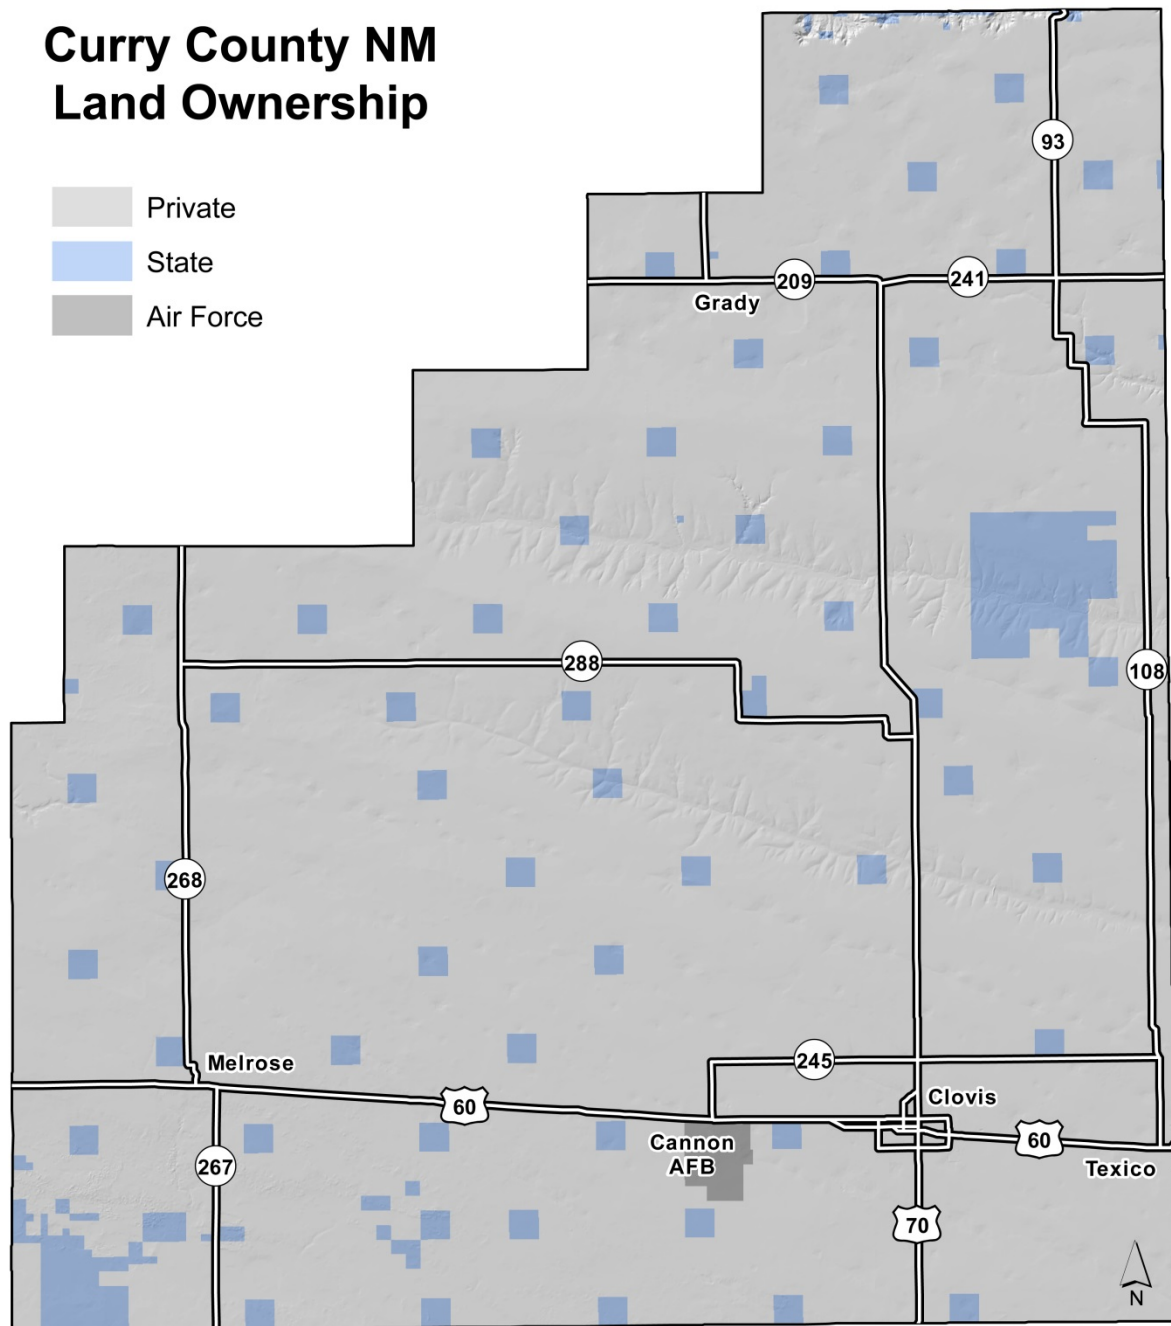 Curry County NM
Land Ownership
Private
State
Air Force
93
209
241
Grady
288
108
268
Melrose
245
60
Clovis
Cannon
AFB
60
Texico
267
70
N